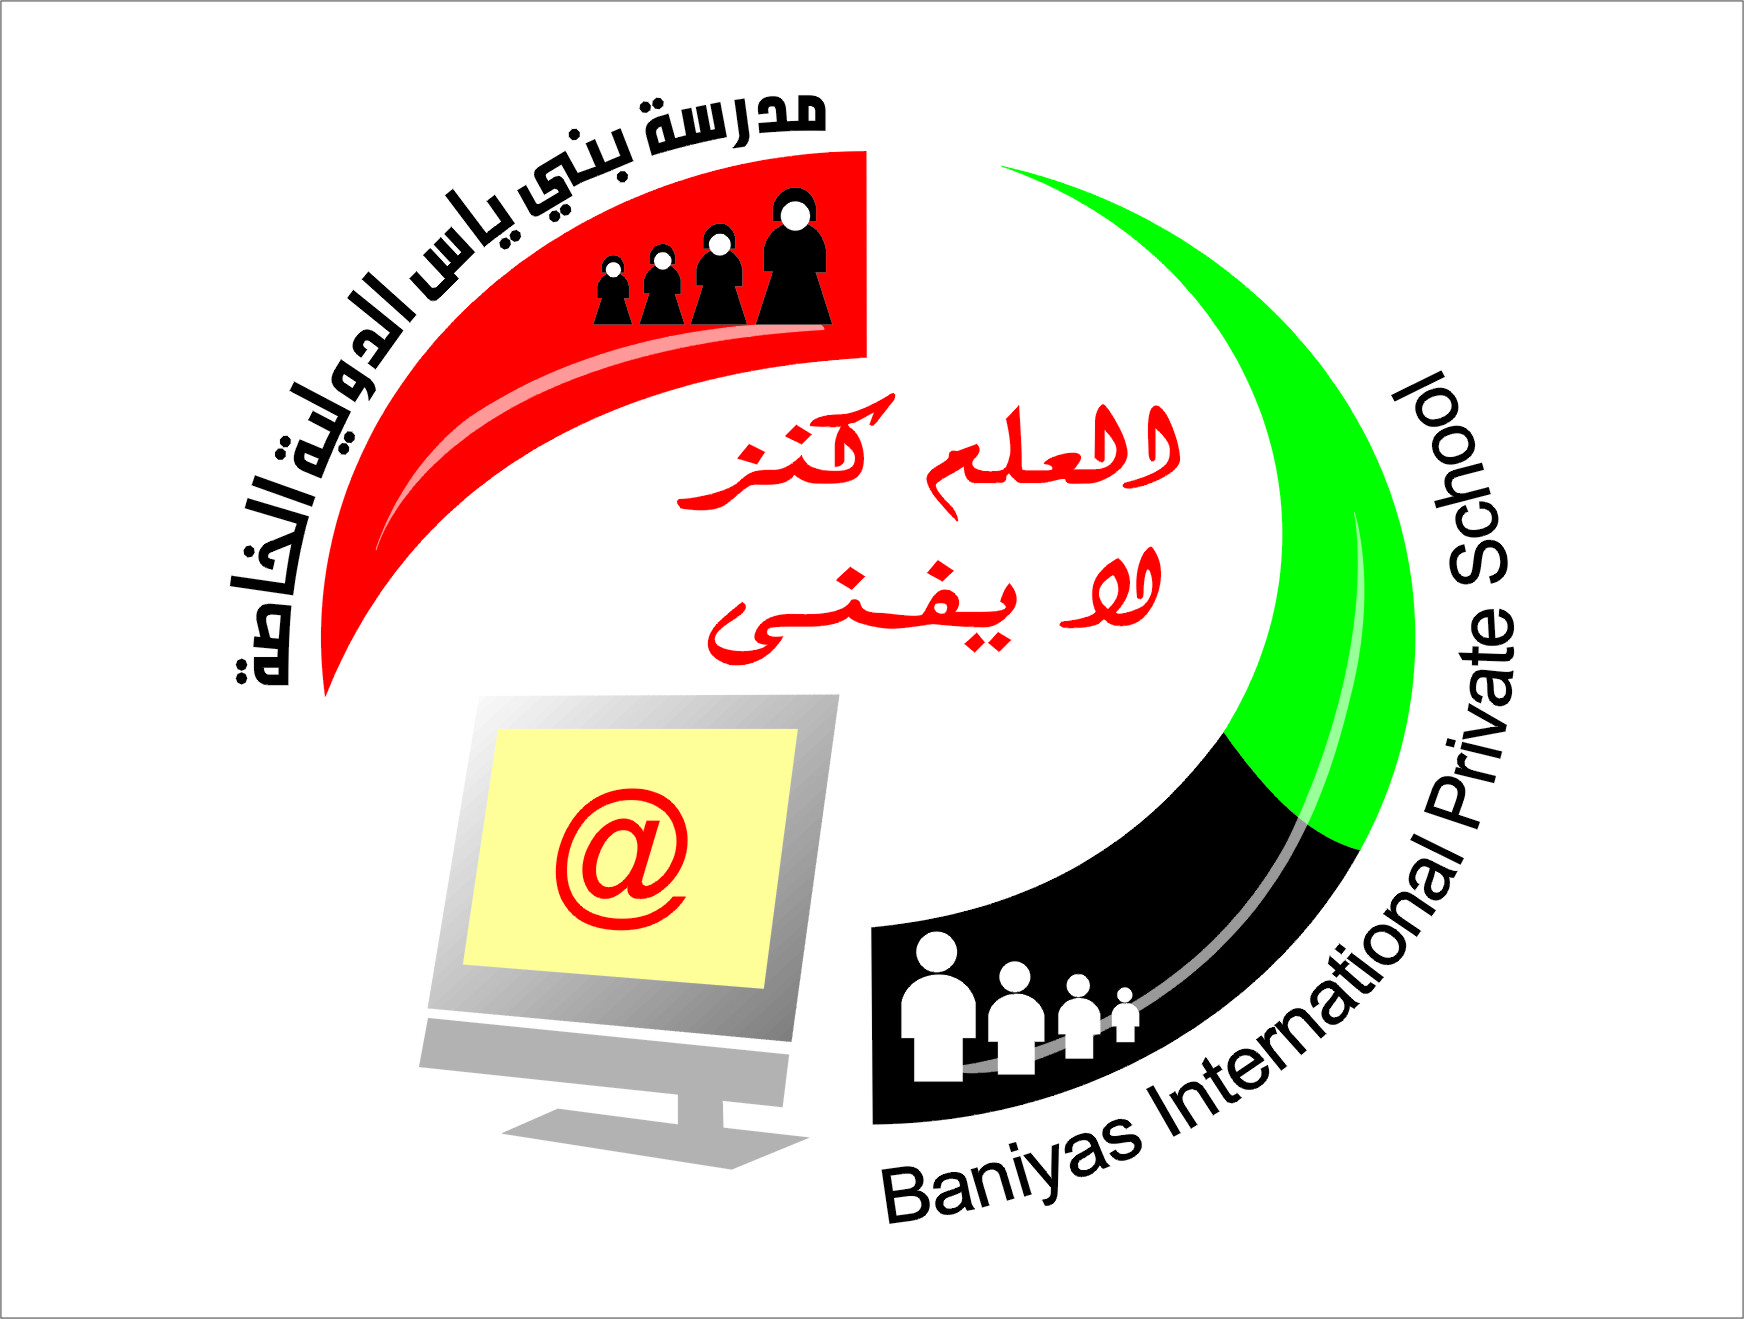 مدرسة بني ياس الدولية الخاصة
العلم كنز
لا يفنى
@
Baniyas International Private School